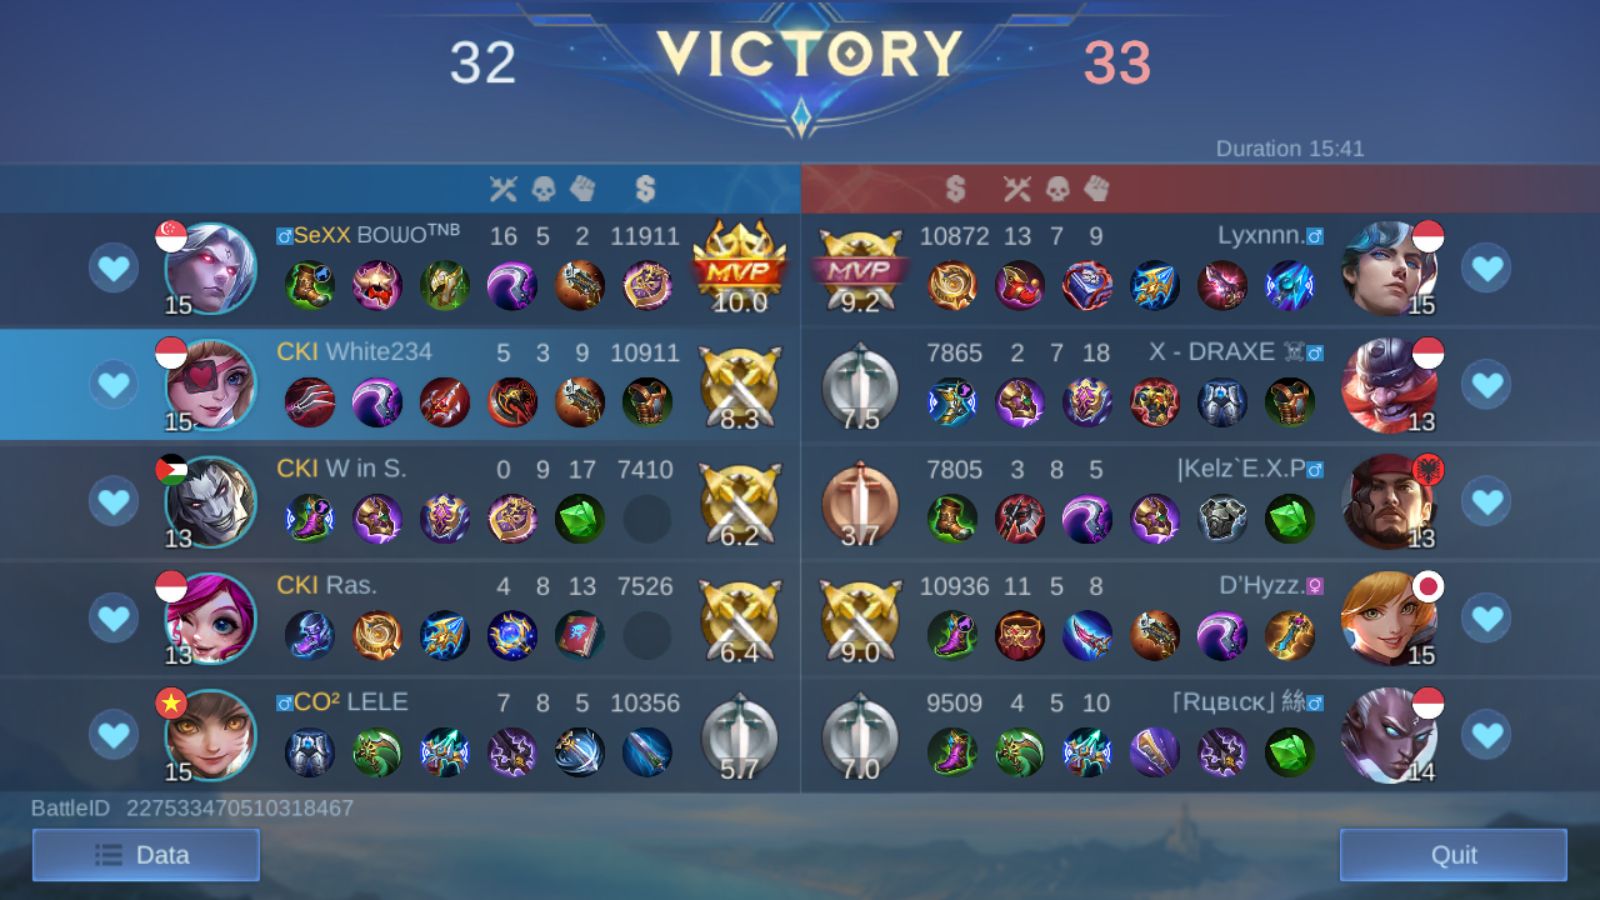 32 VICTORY 33
Duration 15:41
SeXX BOWOᵀᴺᴮ 16 5 2 11911 MVP 10.0 15
MVP 9.2 10872 13 7 9 Lyxnnn. 15
CKI White234 5 3 9 10911 8.3 15
7.5 7865 2 7 18 X - DRAXE ☠ 13
CKI W in S. 0 9 17 7410 6.2 13
3.7 7805 3 8 5 |Kelz`E.X.P 13
CKI Ras. 4 8 13 7526 6.4 13
9.0 10936 11 5 8 D'Hyzz. 15
CO² LELE 7 8 5 10356 5.7 15
7.0 9509 4 5 10 「Rцвιcк」絲 14
BattleID 227533470510318467
Data
Quit